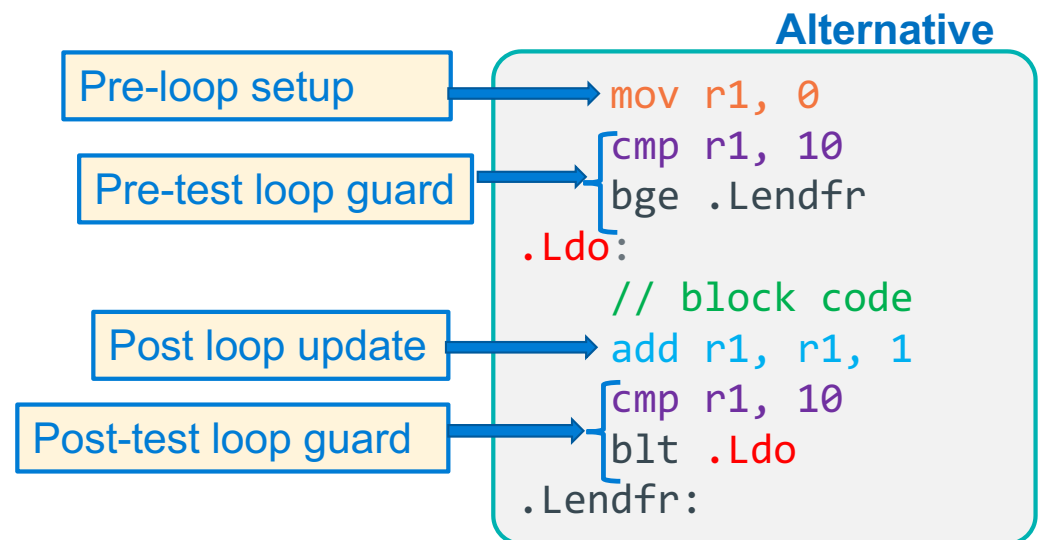 Alternative
Pre-loop setup
mov r1, 0
Pre-test loop guard
cmp r1, 10
bge .Lendfr
.Ldo:
// block code
Post loop update
add r1, r1, 1
Post-test loop guard
cmp r1, 10
blt .Ldo
.Lendfr: